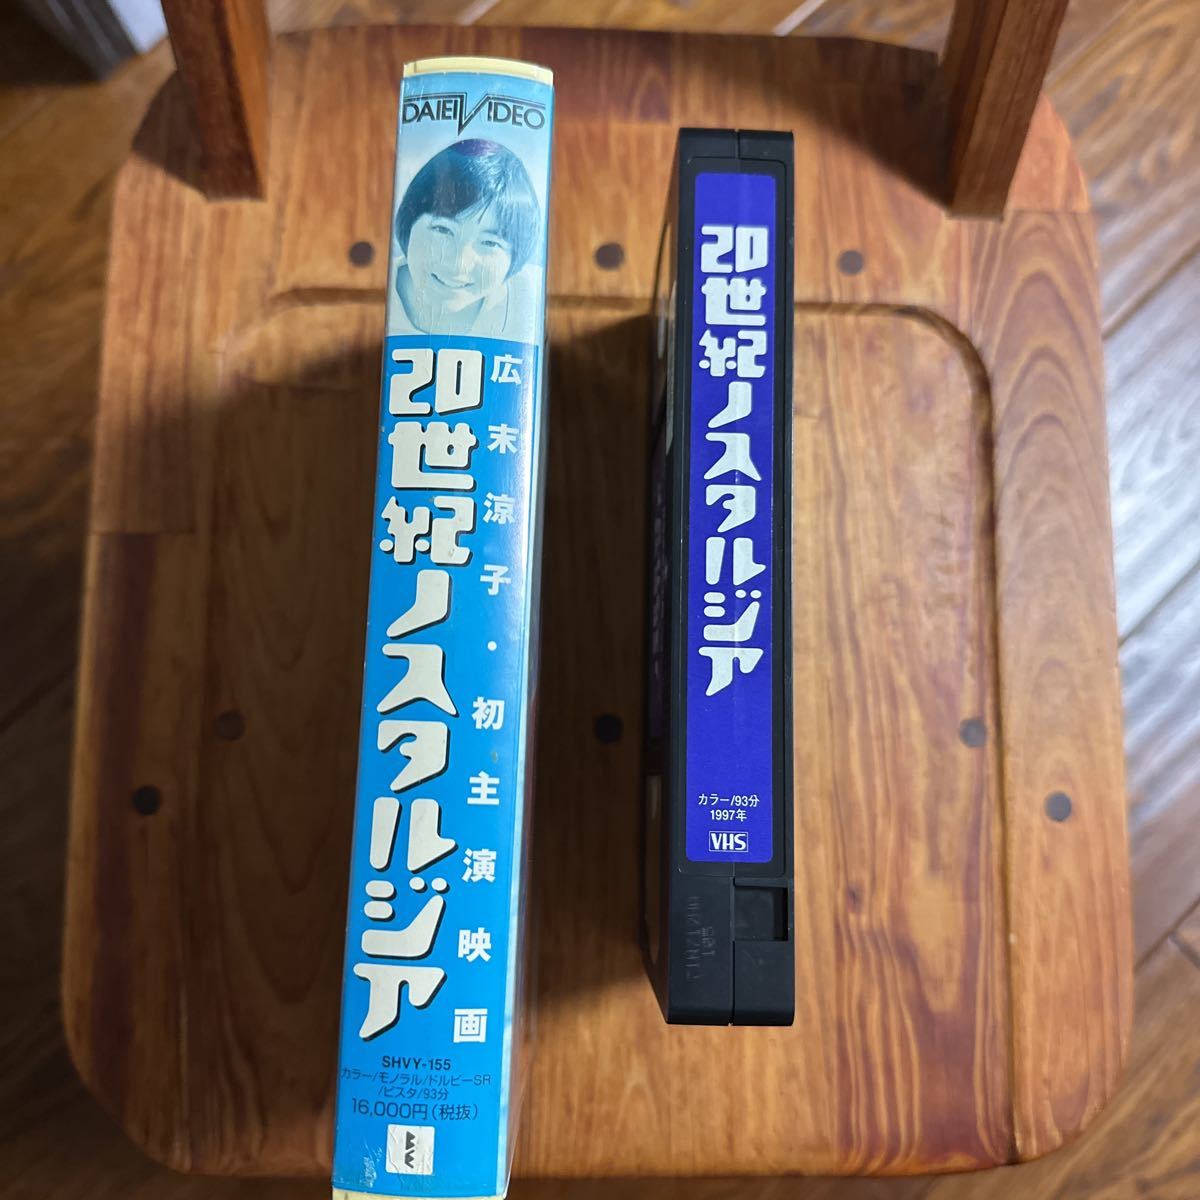 DAIEI VIDEO
広末涼子・初主演映画
20世紀ノスタルジア
SHVY-155
カラー/モノラル/ドルビーSR
/ビスタ/93分
16,000円(税抜)
20世紀ノスタルジア
カラー/93分
1997年
VHS